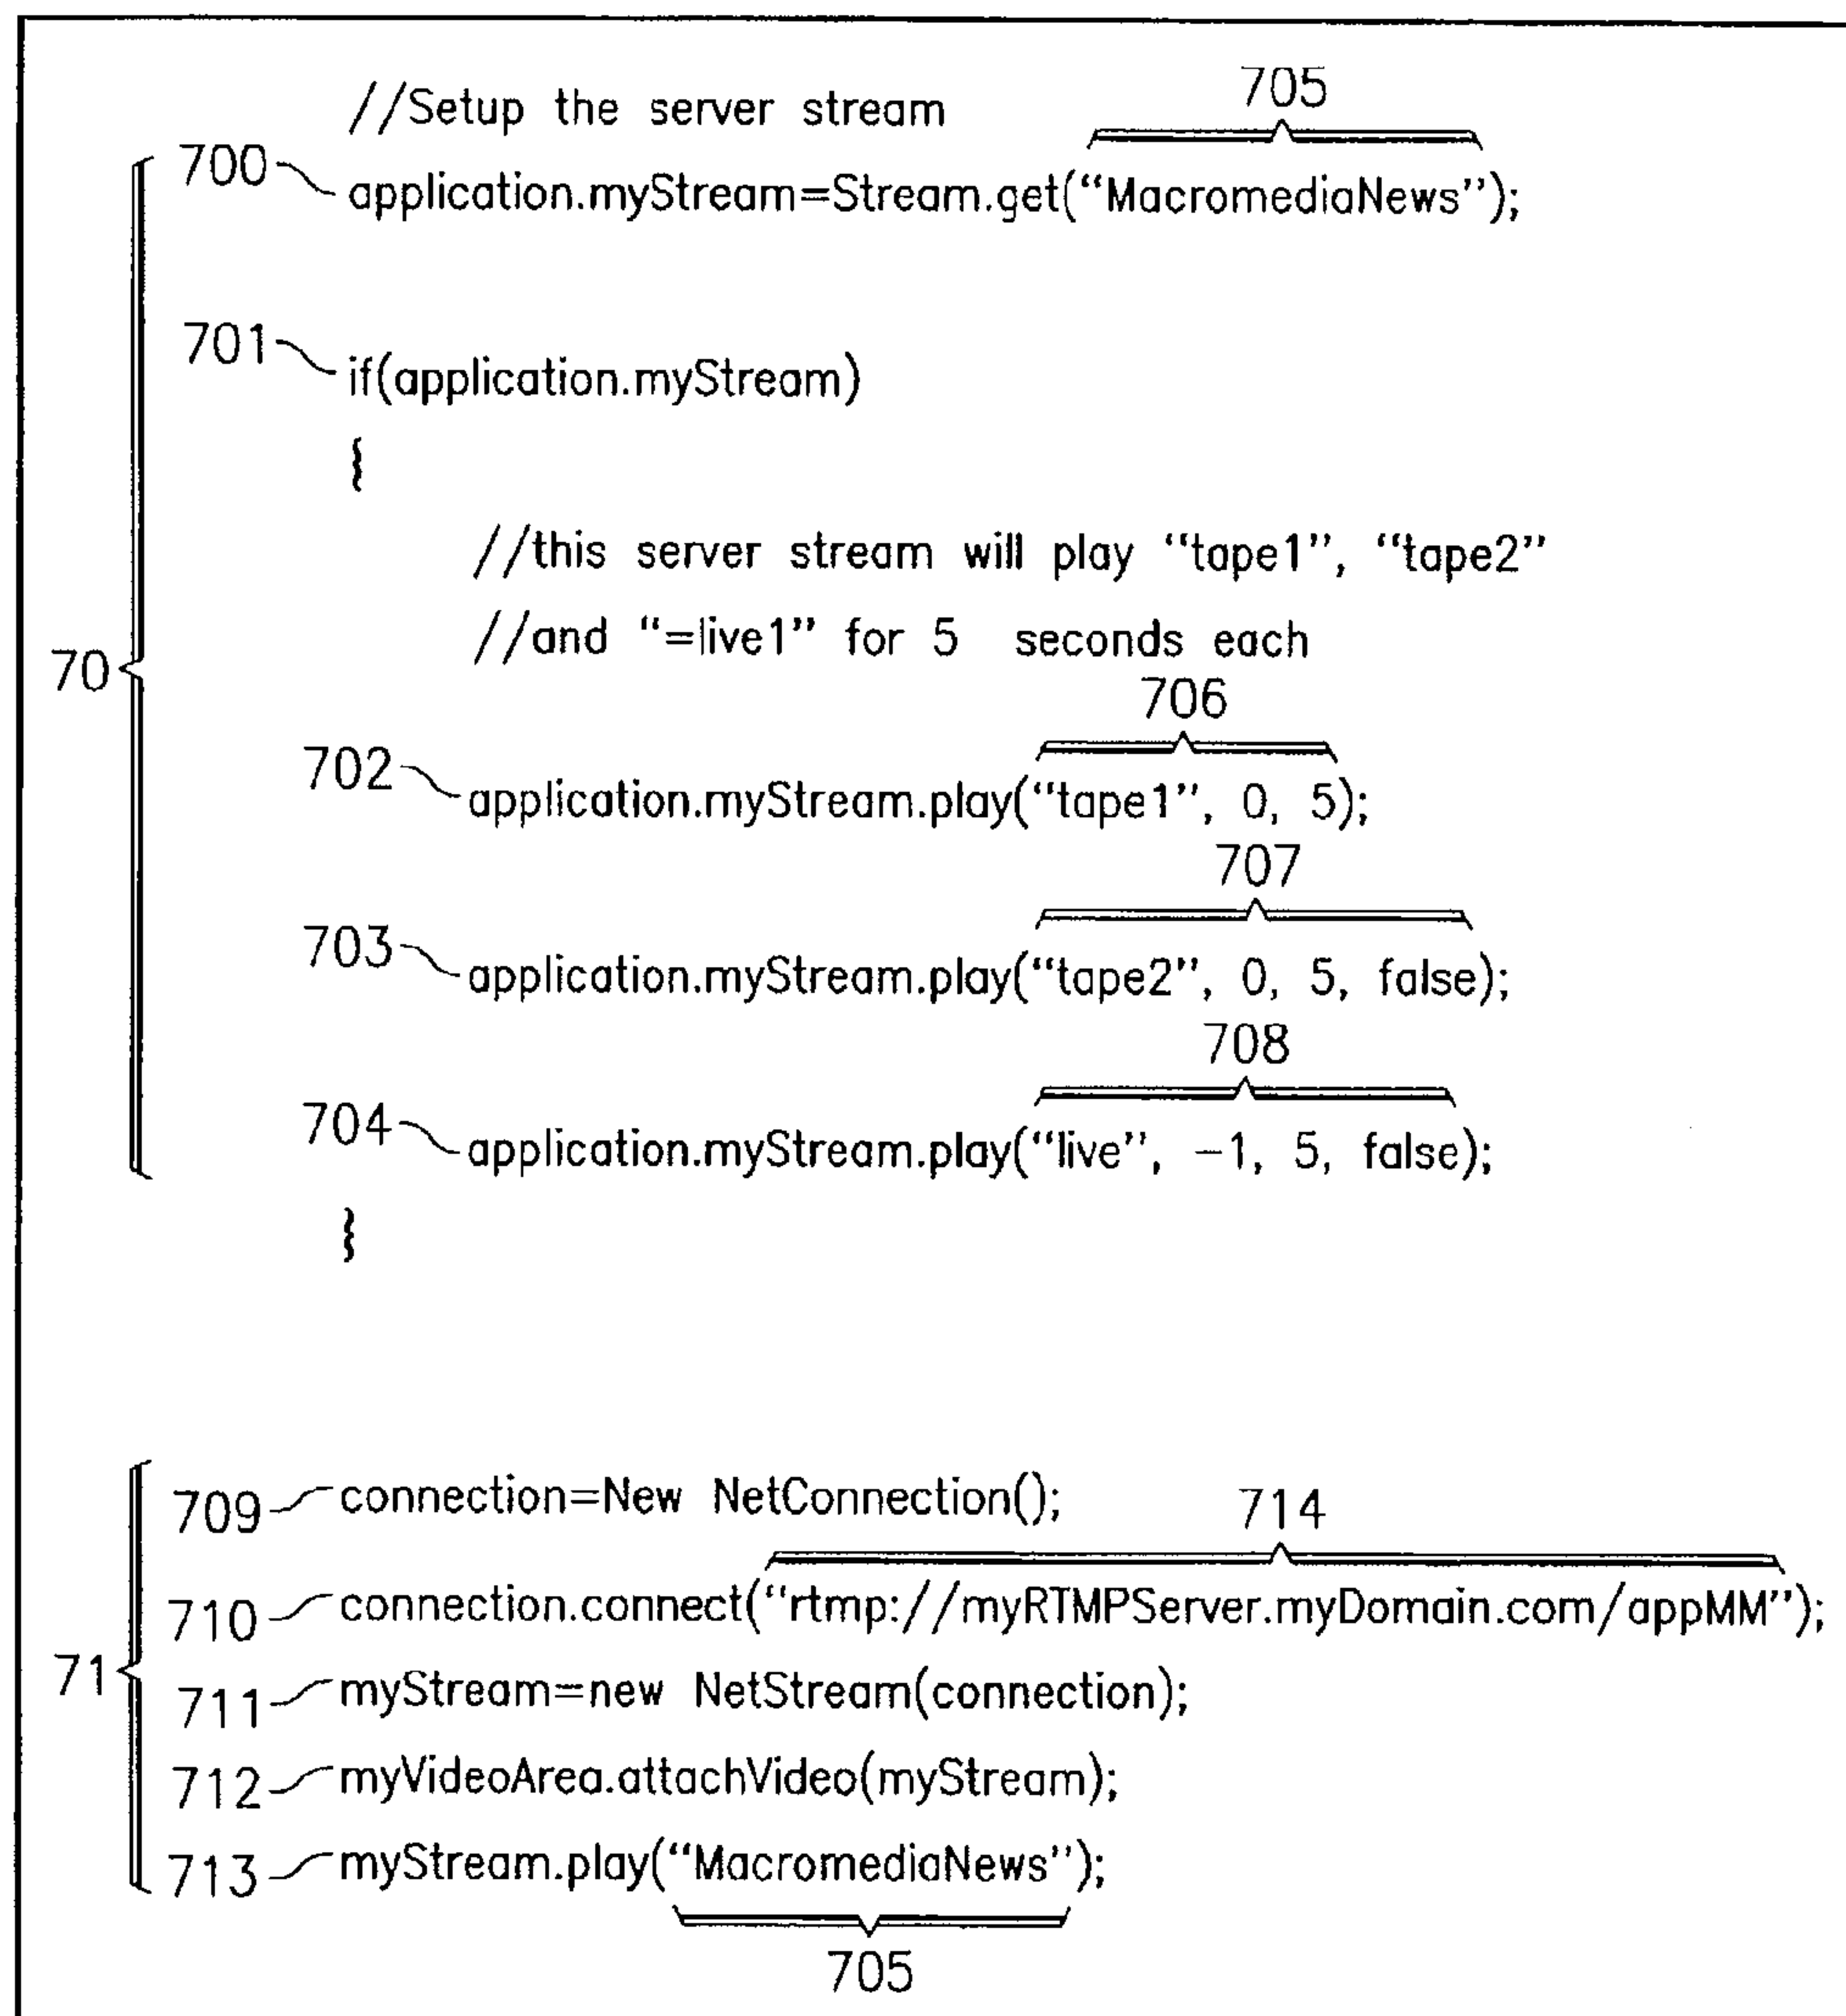 705
//Setup the server stream
700 application.myStream=Stream.get("MacromediaNews");
701 if(application.myStream)
{
//this server stream will play "tape1", "tape2"
//and "=live1" for 5 seconds each
70
706
702 application.myStream.play("tape1", 0, 5);
707
703 application.myStream.play("tape2", 0, 5, false);
708
704 application.myStream.play("live", –1, 5, false);
}
709 connection=New NetConnection();
714
710 connection.connect("rtmp://myRTMPServer.myDomain.com/appMM");
71
711 myStream=new NetStream(connection);
712 myVideoArea.attachVideo(myStream);
713 myStream.play("MacromediaNews");
705